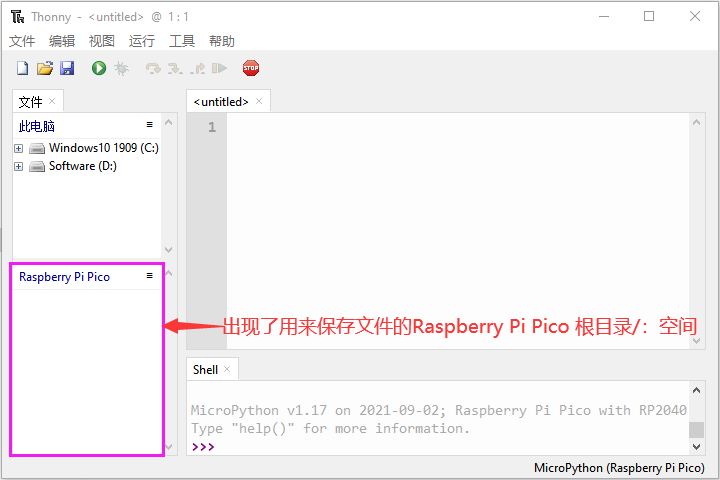 Thonny - <untitled> @ 1 : 1
文件 编辑 视图 运行 工具 帮助
STOP
文件 ×
此电脑 ≡
Windows10 1909 (C:)
Software (D:)
Raspberry Pi Pico ≡
<untitled> ×
1
出现了用来保存文件的Raspberry Pi Pico 根目录/：空间
Shell ×
MicroPython v1.17 on 2021-09-02; Raspberry Pi Pico with RP2040
Type "help()" for more information.
>>>
MicroPython (Raspberry Pi Pico)